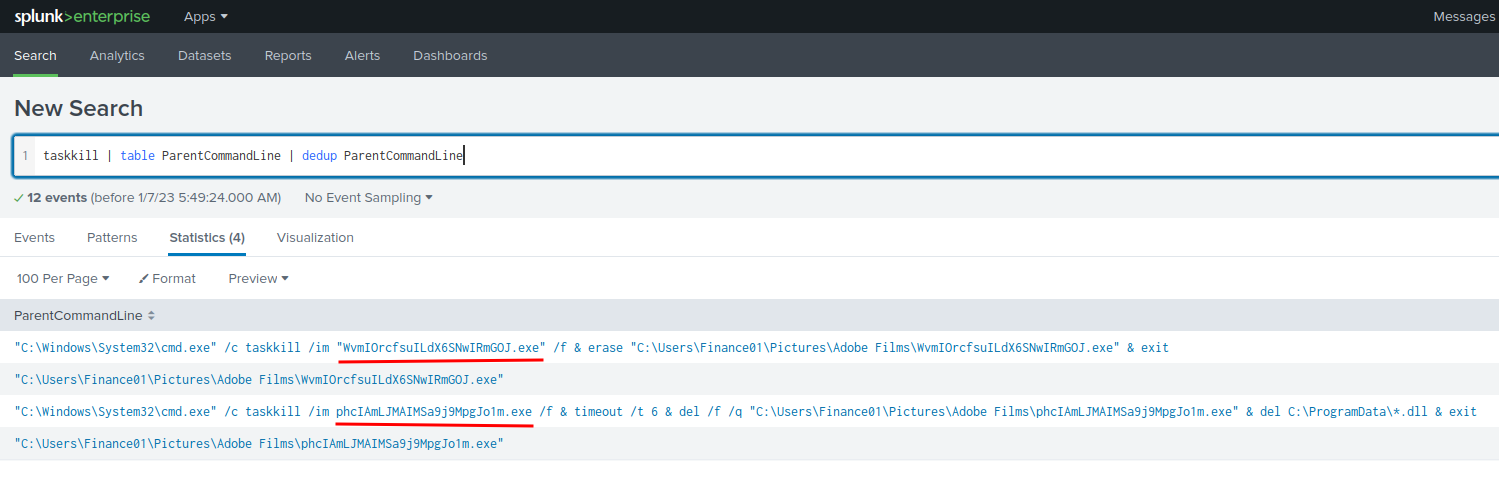 splunk>enterprise Apps Messages
Search Analytics Datasets Reports Alerts Dashboards
New Search
1 taskkill | table ParentCommandLine | dedup ParentCommandLine
12 events (before 1/7/23 5:49:24.000 AM) No Event Sampling
Events Patterns Statistics (4) Visualization
100 Per Page Format Preview
ParentCommandLine
"C:\Windows\System32\cmd.exe" /c taskkill /im "WvmIOrcfsuILdX6SNwIRmGOJ.exe" /f & erase "C:\Users\Finance01\Pictures\Adobe Films\WvmIOrcfsuILdX6SNwIRmGOJ.exe" & exit
"C:\Users\Finance01\Pictures\Adobe Films\WvmIOrcfsuILdX6SNwIRmGOJ.exe"
"C:\Windows\System32\cmd.exe" /c taskkill /im phcIAmLJMAIMSa9j9MpgJo1m.exe /f & timeout /t 6 & del /f /q "C:\Users\Finance01\Pictures\Adobe Films\phcIAmLJMAIMSa9j9MpgJo1m.exe" & del C:\ProgramData\*.dll & exit
"C:\Users\Finance01\Pictures\Adobe Films\phcIAmLJMAIMSa9j9MpgJo1m.exe"